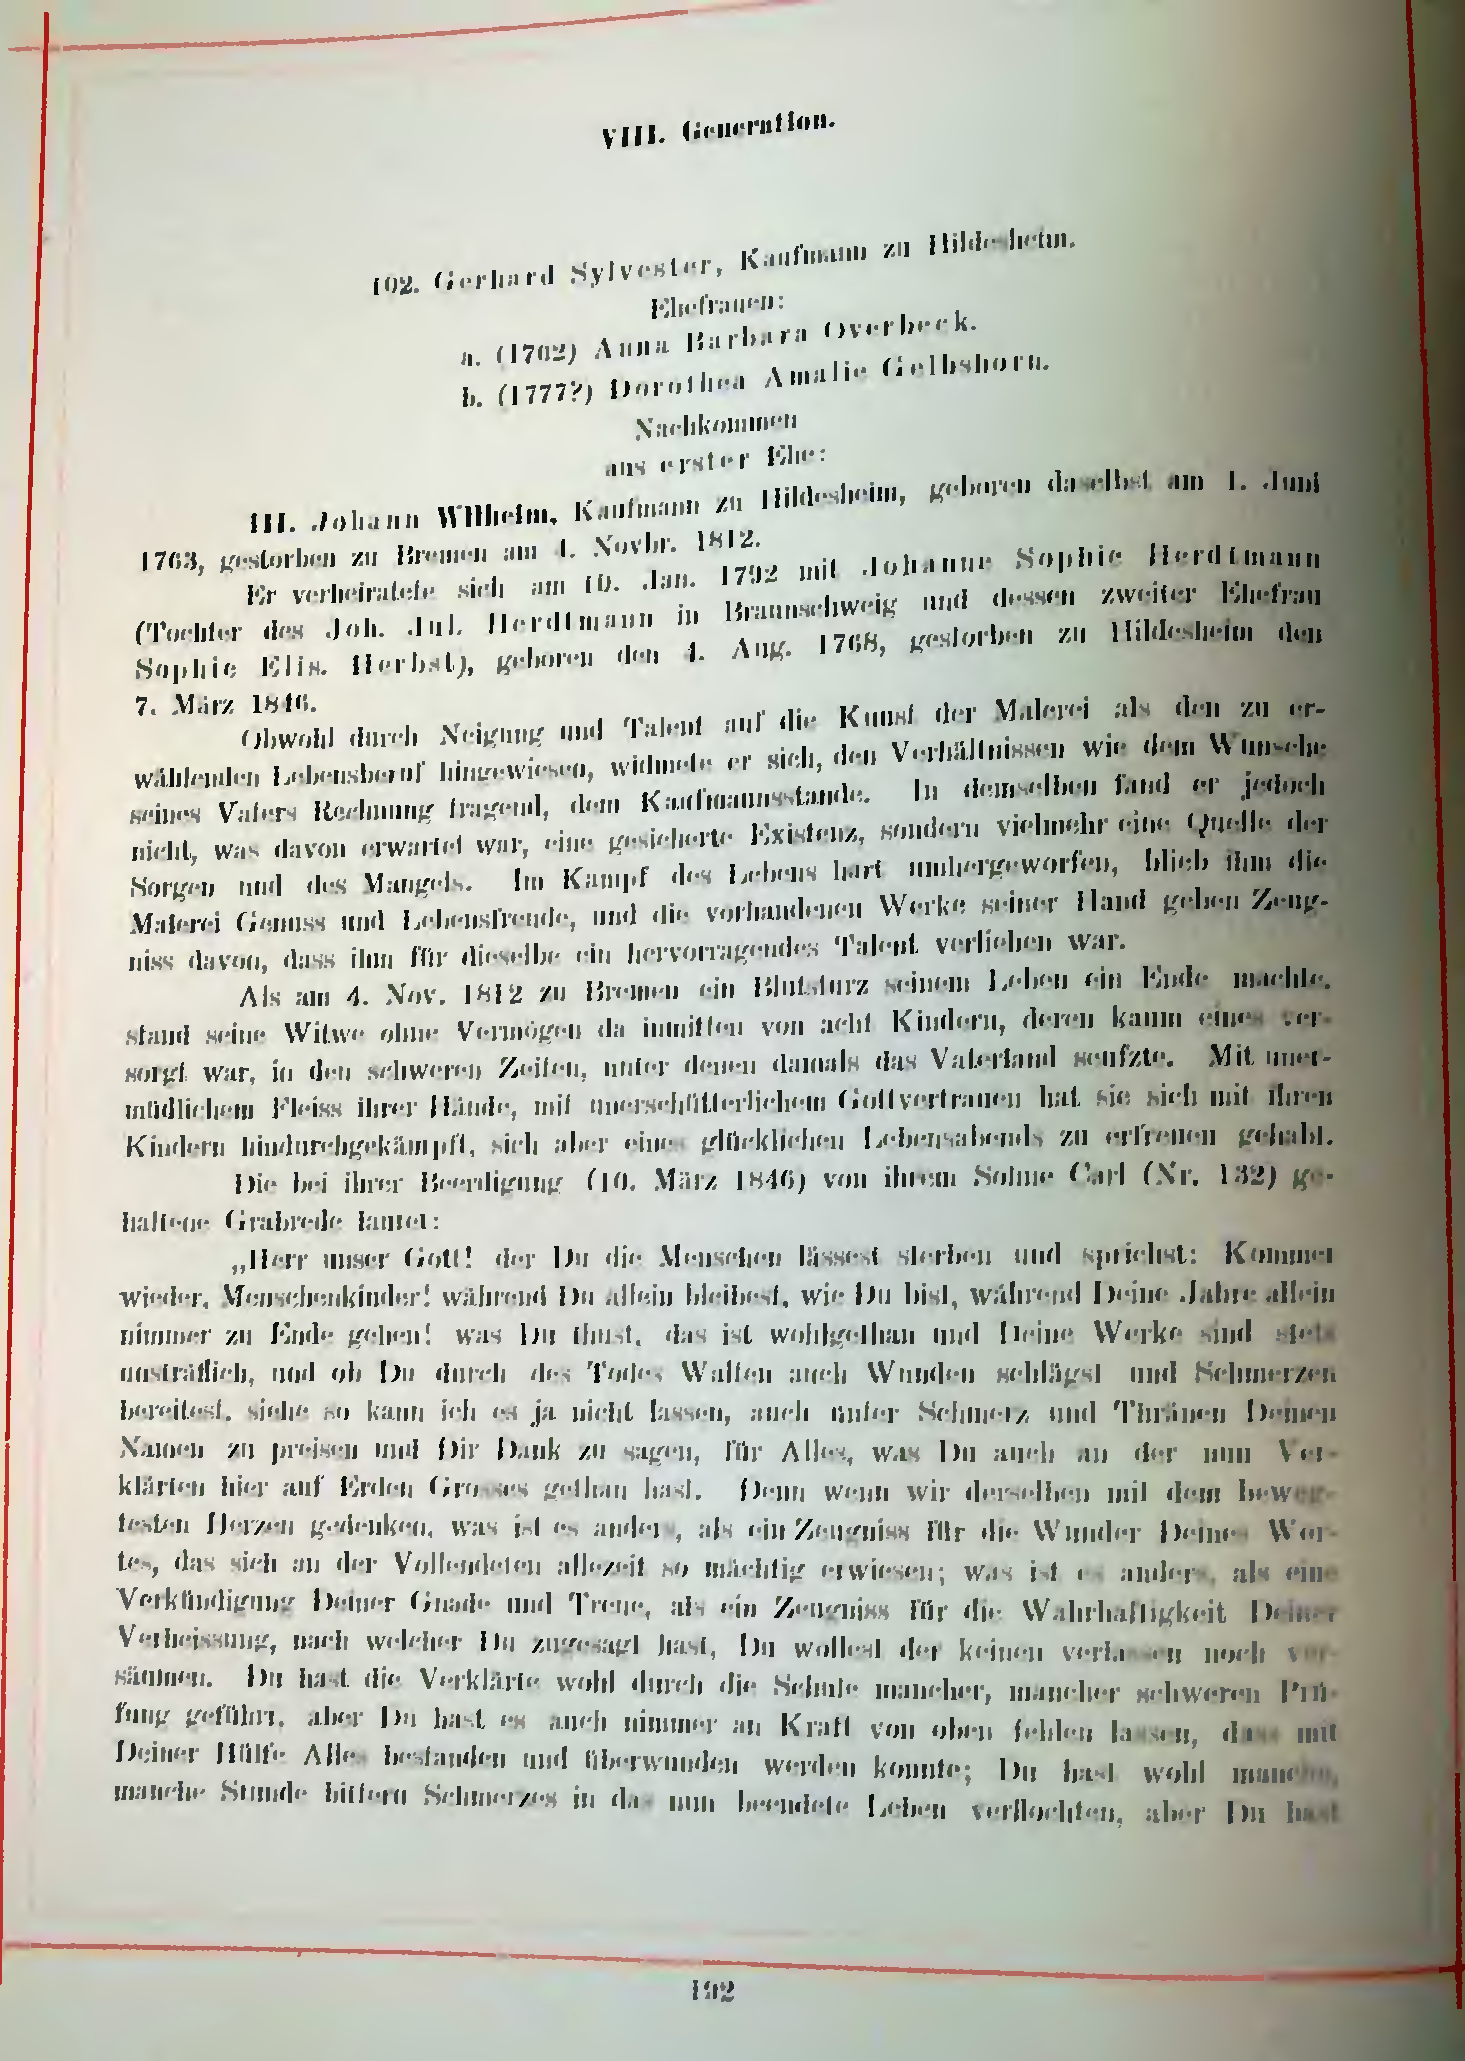 VIII. Generation.
102. Gerhard Sylvester, Kaufmann zu Hildesheim.
Ehefrauen:
a. (1762) Anna Barbara Overbeck.
b. (1777?) Dorothea Amalie Gelbshorn.
Nachkommen
aus erster Ehe:
III. Johann Wilhelm, Kaufmann zu Hildesheim, geboren daselbst am 1. Juni
1763, gestorben zu Bremen am 4. Novbr. 1812.
Er verheiratete sich am 10. Jan. 1792 mit Johanne Sophie Herdtmann
(Tochter des Joh. Jul. Herdtmann in Braunschweig und dessen zweiter Ehefrau
Sophie Elis. Herbst), geboren den 4. Aug. 1768, gestorben zu Hildesheim den
7. März 1846.
Obwohl durch Neigung und Talent auf die Kunst der Malerei als den zu er-
wählenden Lebensberuf hingewiesen, widmete er sich, den Verhältnissen wie dem Wunsche
seines Vaters Rechnung tragend, dem Kaufmannsstande. In demselben fand er jedoch
nicht, was davon erwartet war, eine gesicherte Existenz, sondern vielmehr eine Quelle der
Sorgen und des Mangels. Im Kampf des Lebens hart umhergeworfen, blieb ihm die
Malerei Genuss und Lebensfreude, und die vorhandenen Werke seiner Hand geben Zeug-
niss davon, dass ihm für dieselbe ein hervorragendes Talent verliehen war.
Als am 4. Nov. 1812 zu Bremen ein Blutsturz seinem Leben ein Ende machte,
stand seine Witwe ohne Vermögen da inmitten von acht Kindern, deren kaum eines ver-
sorgt war, in den schweren Zeiten, unter denen damals das Vaterland seufzte. Mit uner-
müdlichem Fleiss ihrer Hände, mit unerschütterlichem Gottvertrauen hat sie sich mit ihren
Kindern hindurchgekämpft, sich aber eines glücklichen Lebensabends zu erfreuen gehabt.
Die bei ihrer Beerdigung (10. März 1846) von ihrem Sohne Carl (Nr. 132) ge-
haltene Grabrede lautet:
„Herr unser Gott! der Du die Menschen lässest sterben und sprichst: Kommet
wieder, Menschenkinder! während Du allein bleibest, wie Du bist, während Deine Jahre allein
nimmer zu Ende gehen! was Du thust, das ist wohlgethan und Deine Werke sind stets
unsträflich, und ob Du durch des Todes Walten auch Wunden schlägst und Schmerzen
bereitest, siehe so kann ich es ja nicht lassen, auch unter Schmerz und Thränen Deinen
Namen zu preisen und Dir Dank zu sagen, für Alles, was Du auch an der nun Ver-
klärten hier auf Erden Grosses gethan hast. Denn wenn wir derselben mit dem beweg-
testen Herzen gedenken, was ist es anders, als ein Zeugniss für die Wunder Deines Wor-
tes, das sich an der Vollendeten allezeit so mächtig erwiesen; was ist es anders, als eine
Verkündigung Deiner Gnade und Treue, als ein Zeugniss für die Wahrhaftigkeit Deiner
Verheissung, nach welcher Du zugesagt hast, Du wollest der keinen verlassen noch ver-
säumen. Du hast die Verklärte wohl durch die Schule mancher, mancher schweren Prü-
fung geführt, aber Du hast es auch nimmer an Kraft von oben fehlen lassen, dass mit
Deiner Hülfe Alles bestanden und überwunden werden konnte; Du hast wohl manche,
manche Stunde bittern Schmerzes in das nun beendete Leben verflochten, aber Du hast
192